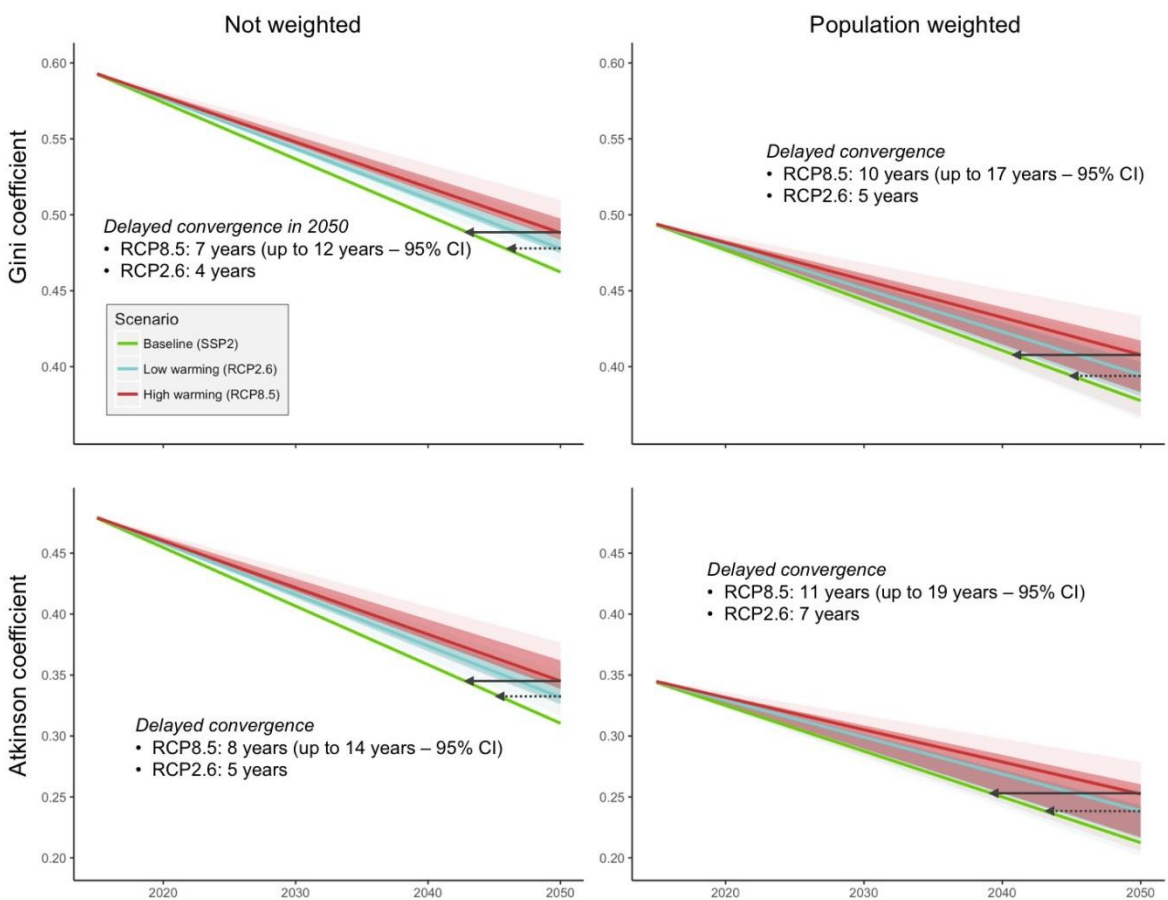 Not weighted
Population weighted
Gini coefficient
0.60
0.55
0.50
0.45
0.40
Delayed convergence in 2050
• RCP8.5: 7 years (up to 12 years – 95% CI)
• RCP2.6: 4 years
Scenario
Baseline (SSP2)
Low warming (RCP2.6)
High warming (RCP8.5)
0.60
0.55
0.50
0.45
0.40
Delayed convergence
• RCP8.5: 10 years (up to 17 years – 95% CI)
• RCP2.6: 5 years
Atkinson coefficient
0.45
0.40
0.35
0.30
0.25
0.20
Delayed convergence
• RCP8.5: 8 years (up to 14 years – 95% CI)
• RCP2.6: 5 years
2020
2030
2040
2050
0.45
0.40
0.35
0.30
0.25
0.20
Delayed convergence
• RCP8.5: 11 years (up to 19 years – 95% CI)
• RCP2.6: 7 years
2020
2030
2040
2050